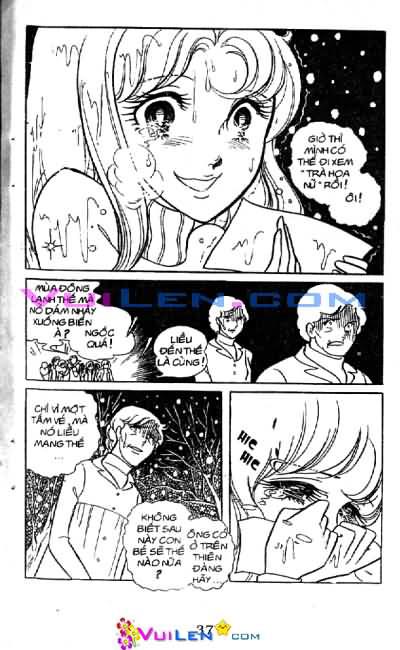 GIỜ THÌ
MÌNH CÓ
THỂ ĐI XEM
"TRÀ HOA
NỮ" RỒI!
ÔI!
VUILEN.COM
MÙA ĐÔNG
LẠNH THẾ MÀ
NÓ DÁM NHẢY
XUỐNG BIỂN
À? NGỐC
QUÁ!
LIỀU
ĐẾN THẾ
LÀ CÙNG!
CHỈ VÌ MỘT
TẤM VÉ, MÀ
NÓ LIỀU
MẠNG THẾ
...
HIC
HIC
KHÔNG
BIẾT SAU
NÀY CON
BÉ SẼ THẾ
NÀO NỮA
?
ÔNG CÓ
Ở TRÊN
THIÊN
ĐÀNG
HÃY...
37
VUILEN
.COM